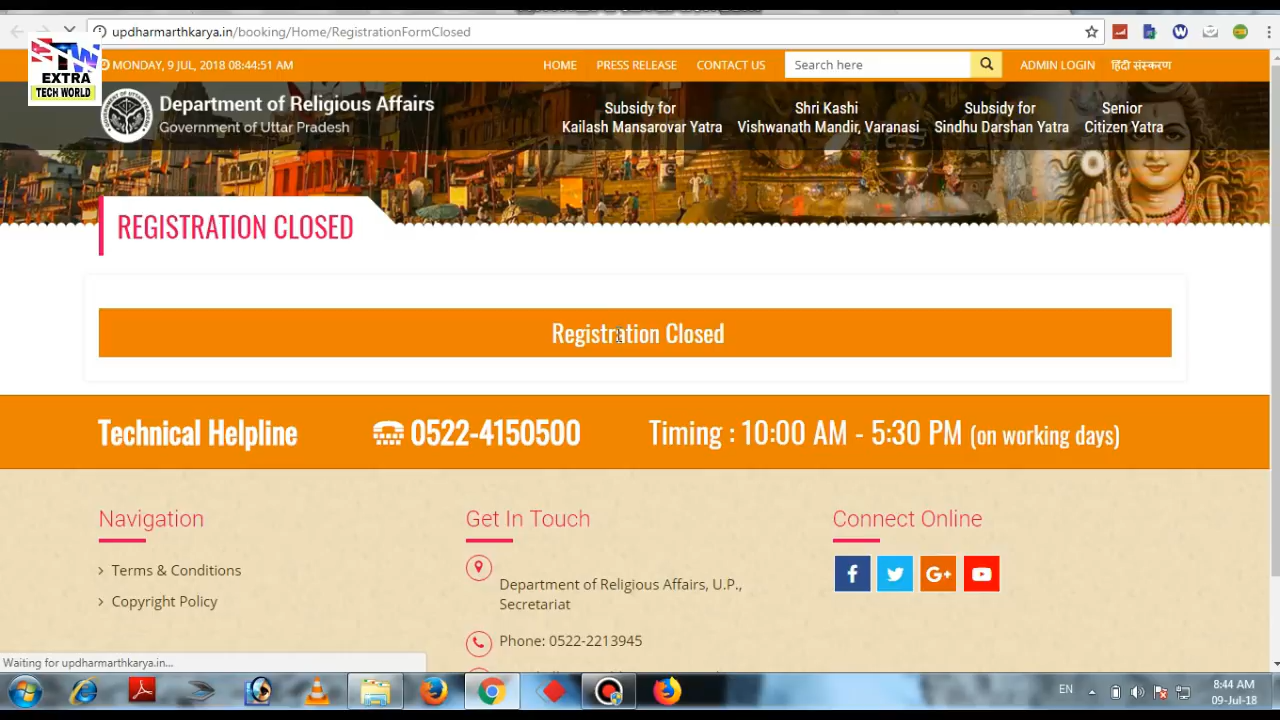 updharmarthkarya.in/booking/Home/RegistrationFormClosed
EXTRA
TECH WORLD
MONDAY, 9 JUL, 2018 08:44:51 AM
HOME
PRESS RELEASE
CONTACT US
Search here
ADMIN LOGIN
हिंदी संस्करण
Department of Religious Affairs
Government of Uttar Pradesh
Subsidy for
Kailash Mansarovar Yatra
Shri Kashi
Vishwanath Mandir, Varanasi
Subsidy for
Sindhu Darshan Yatra
Senior
Citizen Yatra
REGISTRATION CLOSED
Registration Closed
Technical Helpline
0522-4150500
Timing : 10:00 AM - 5:30 PM (on working days)
Navigation
Terms & Conditions
Copyright Policy
Get In Touch
Department of Religious Affairs, U.P.,
Secretariat
Phone: 0522-2213945
Connect Online
Waiting for updharmarthkarya.in...
EN
8:44 AM
09-Jul-18